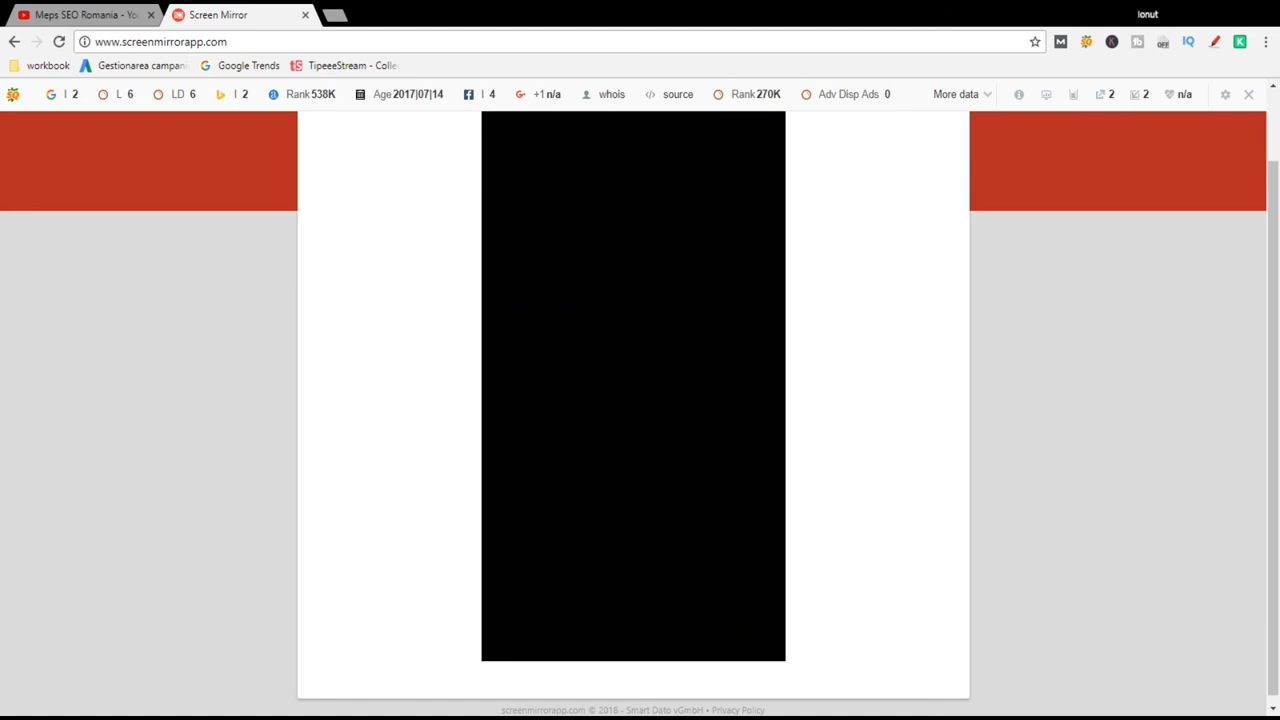 Meps SEO Romania - Yo
Screen Mirror
Ionut
www.screenmirrorapp.com
workbook
Gestionarea campan
Google Trends
TipeeeStream - Colle
I 2
L 6
LD 6
I 2
Rank 538K
Age 2017|07|14
I 4
+1 n/a
whois
source
Rank 270K
Adv Disp Ads 0
More data
2
2
n/a
screenmirrorapp.com © 2018 - Smart Dato vGmbH • Privacy Policy